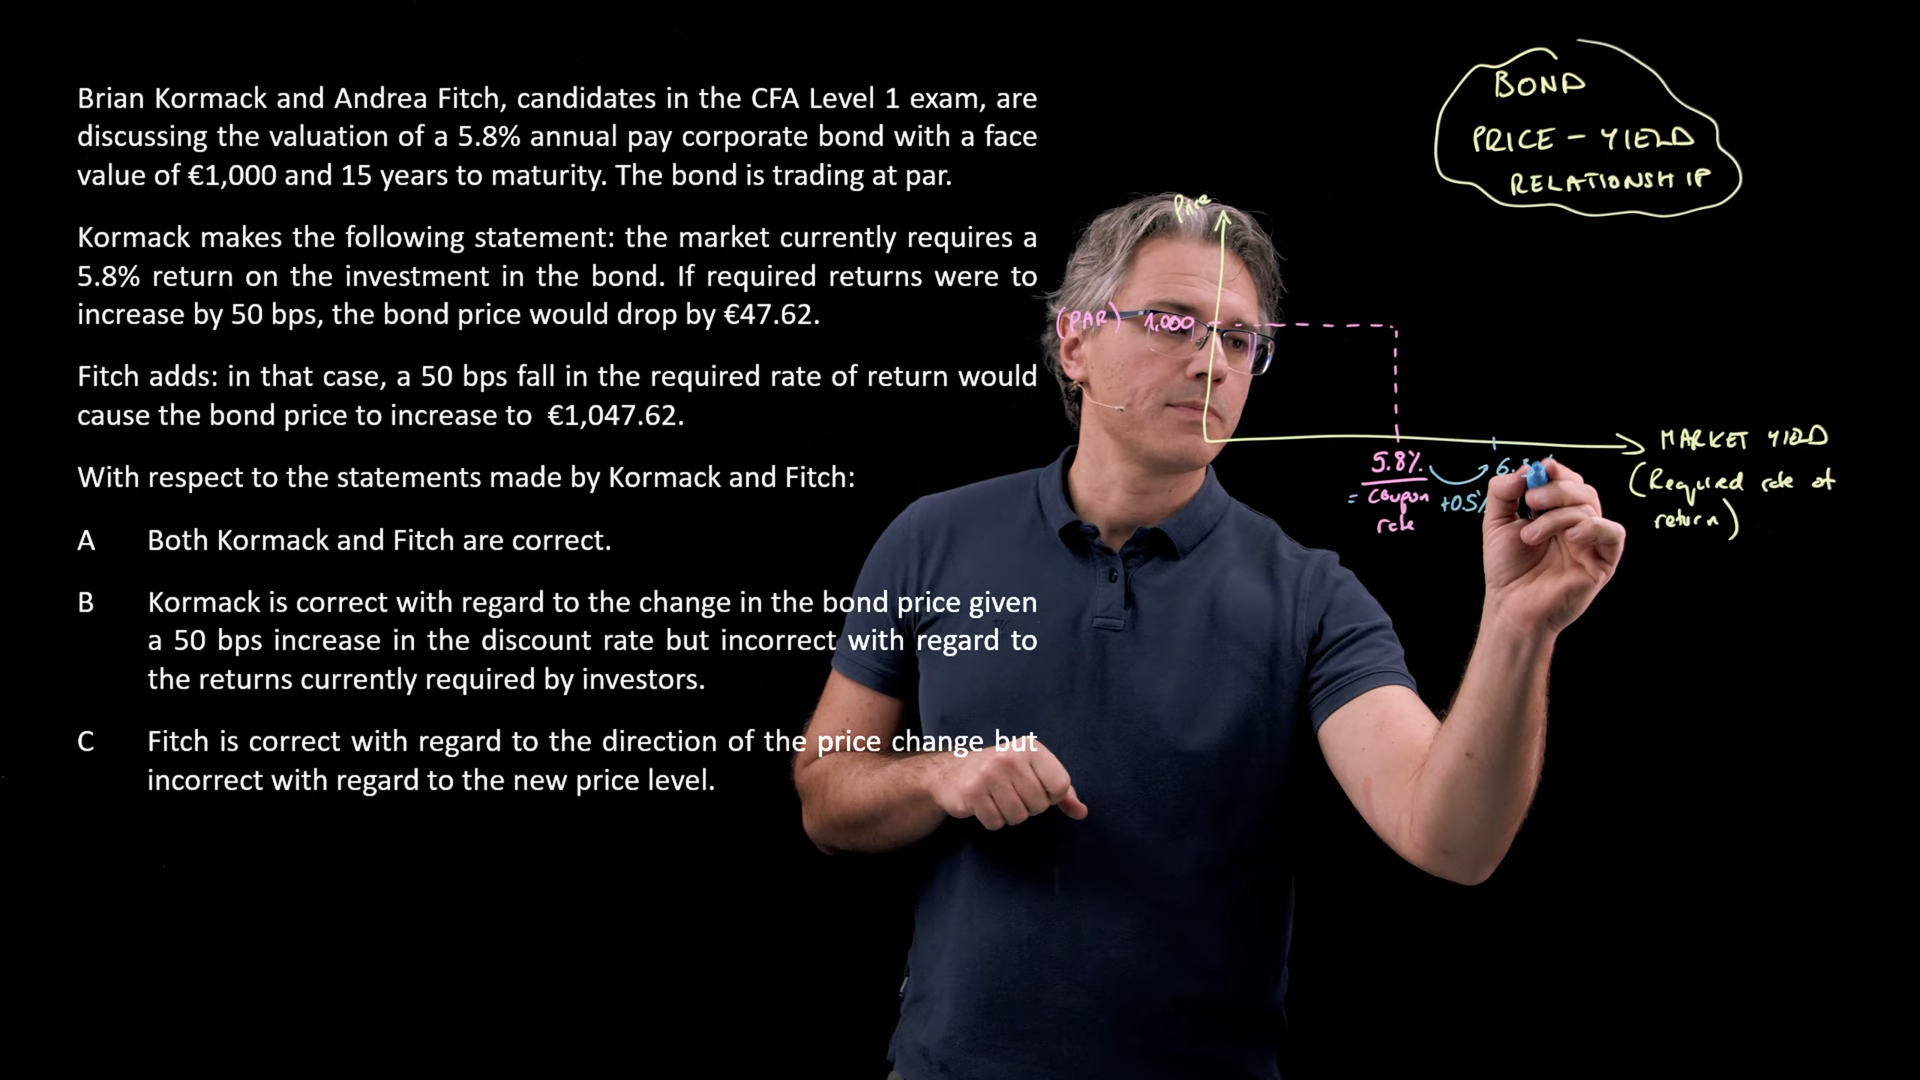 Brian Kormack and Andrea Fitch, candidates in the CFA Level 1 exam, are
discussing the valuation of a 5.8% annual pay corporate bond with a face
value of €1,000 and 15 years to maturity. The bond is trading at par.
Kormack makes the following statement: the market currently requires a
5.8% return on the investment in the bond. If required returns were to
increase by 50 bps, the bond price would drop by €47.62.
Fitch adds: in that case, a 50 bps fall in the required rate of return would
cause the bond price to increase to €1,047.62.
With respect to the statements made by Kormack and Fitch:
A Both Kormack and Fitch are correct.
B Kormack is correct with regard to the change in the bond price given
a 50 bps increase in the discount rate but incorrect with regard to
the returns currently required by investors.
C Fitch is correct with regard to the direction of the price change but
incorrect with regard to the new price level.
BOND
PRICE – YIELD
RELATIONSHIP
Price
(PAR) 1,000
MARKET YIELD
(Required rate of
return)
5.8%
= coupon
rate
+0.5%